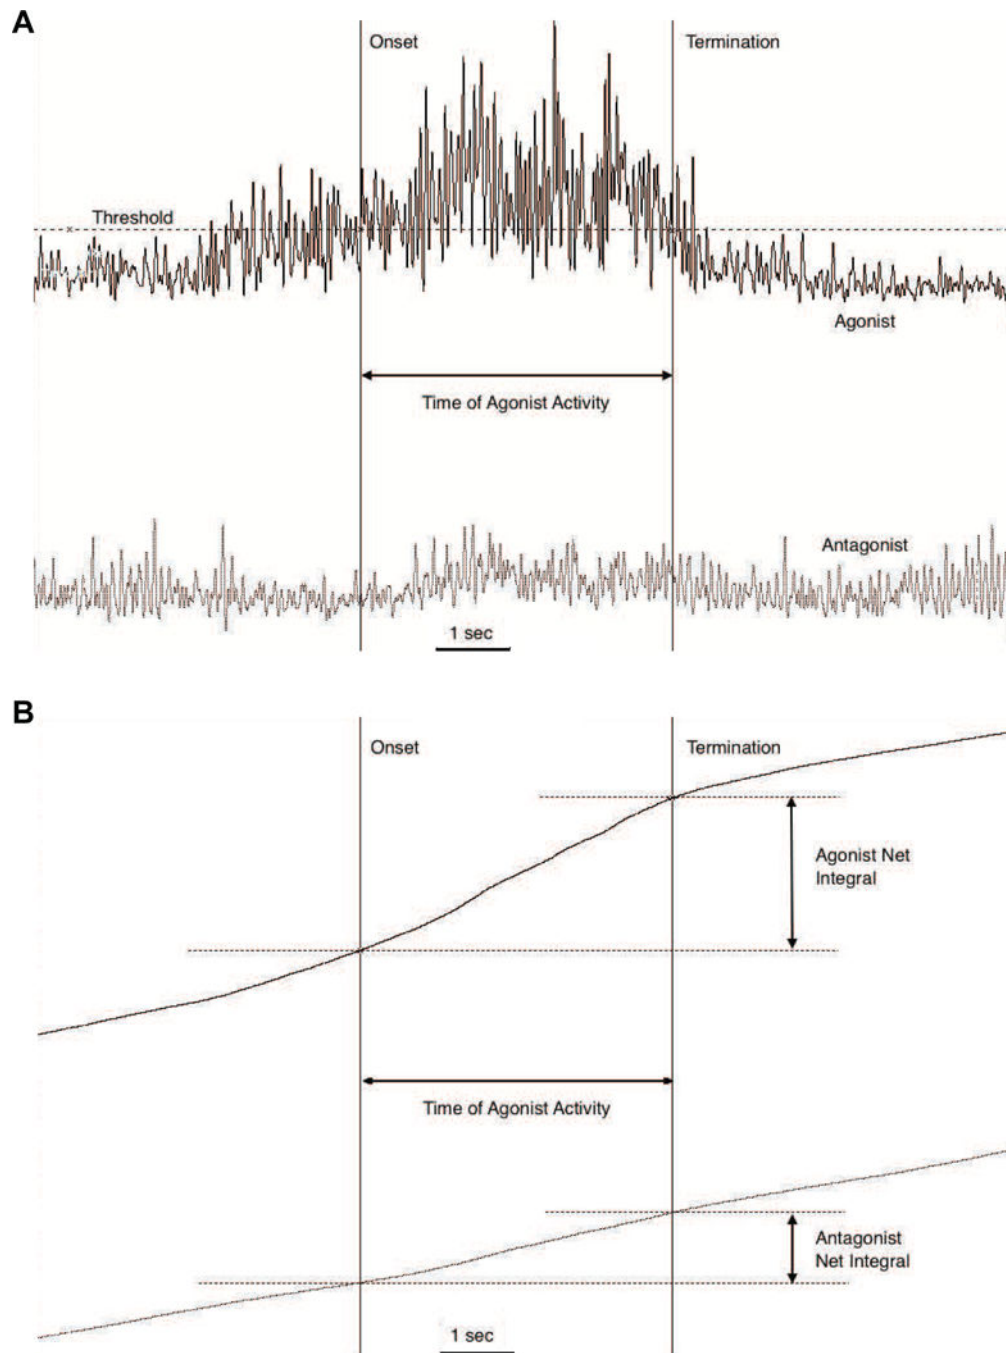 A
Onset
Termination
Threshold
Agonist
Time of Agonist Activity
Antagonist
1 sec
B
Onset
Termination
Agonist Net
Integral
Time of Agonist Activity
Antagonist
Net Integral
1 sec